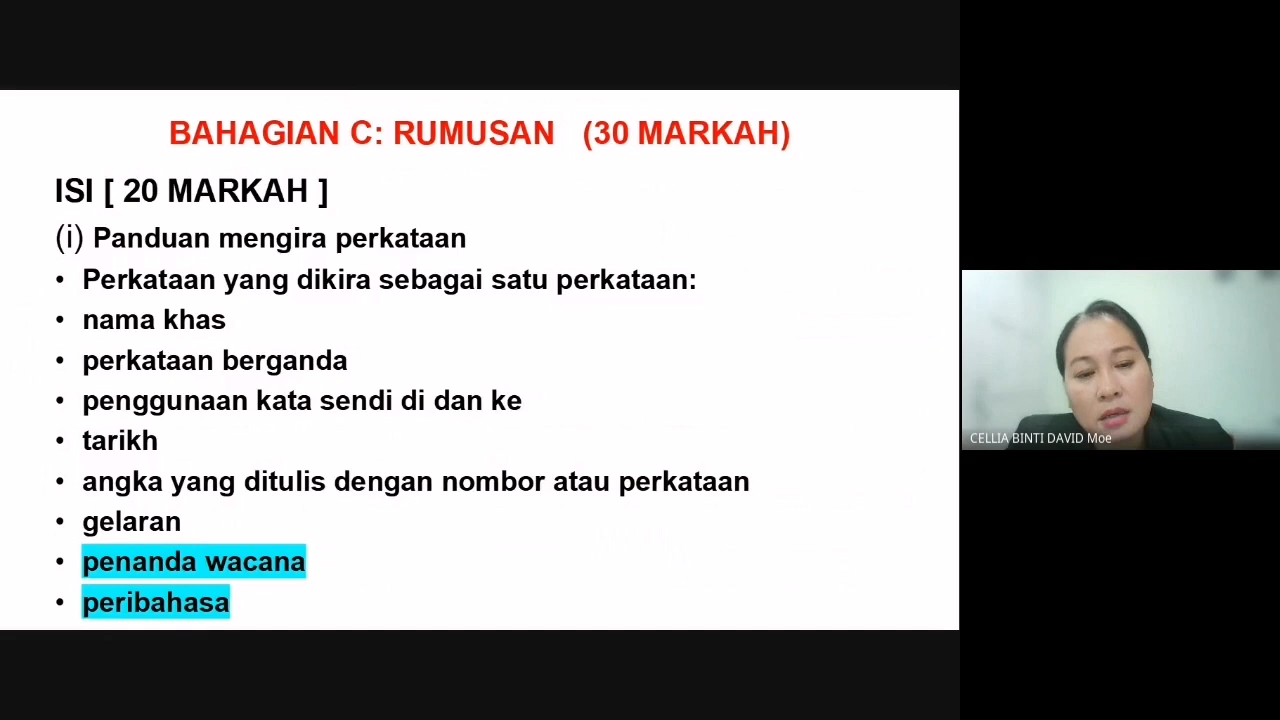 BAHAGIAN C: RUMUSAN (30 MARKAH)
ISI [ 20 MARKAH ]
(i) Panduan mengira perkataan
• Perkataan yang dikira sebagai satu perkataan:
• nama khas
• perkataan berganda
• penggunaan kata sendi di dan ke
• tarikh
• angka yang ditulis dengan nombor atau perkataan
• gelaran
• penanda wacana
• peribahasa
CELLIA BINTI DAVID Moe